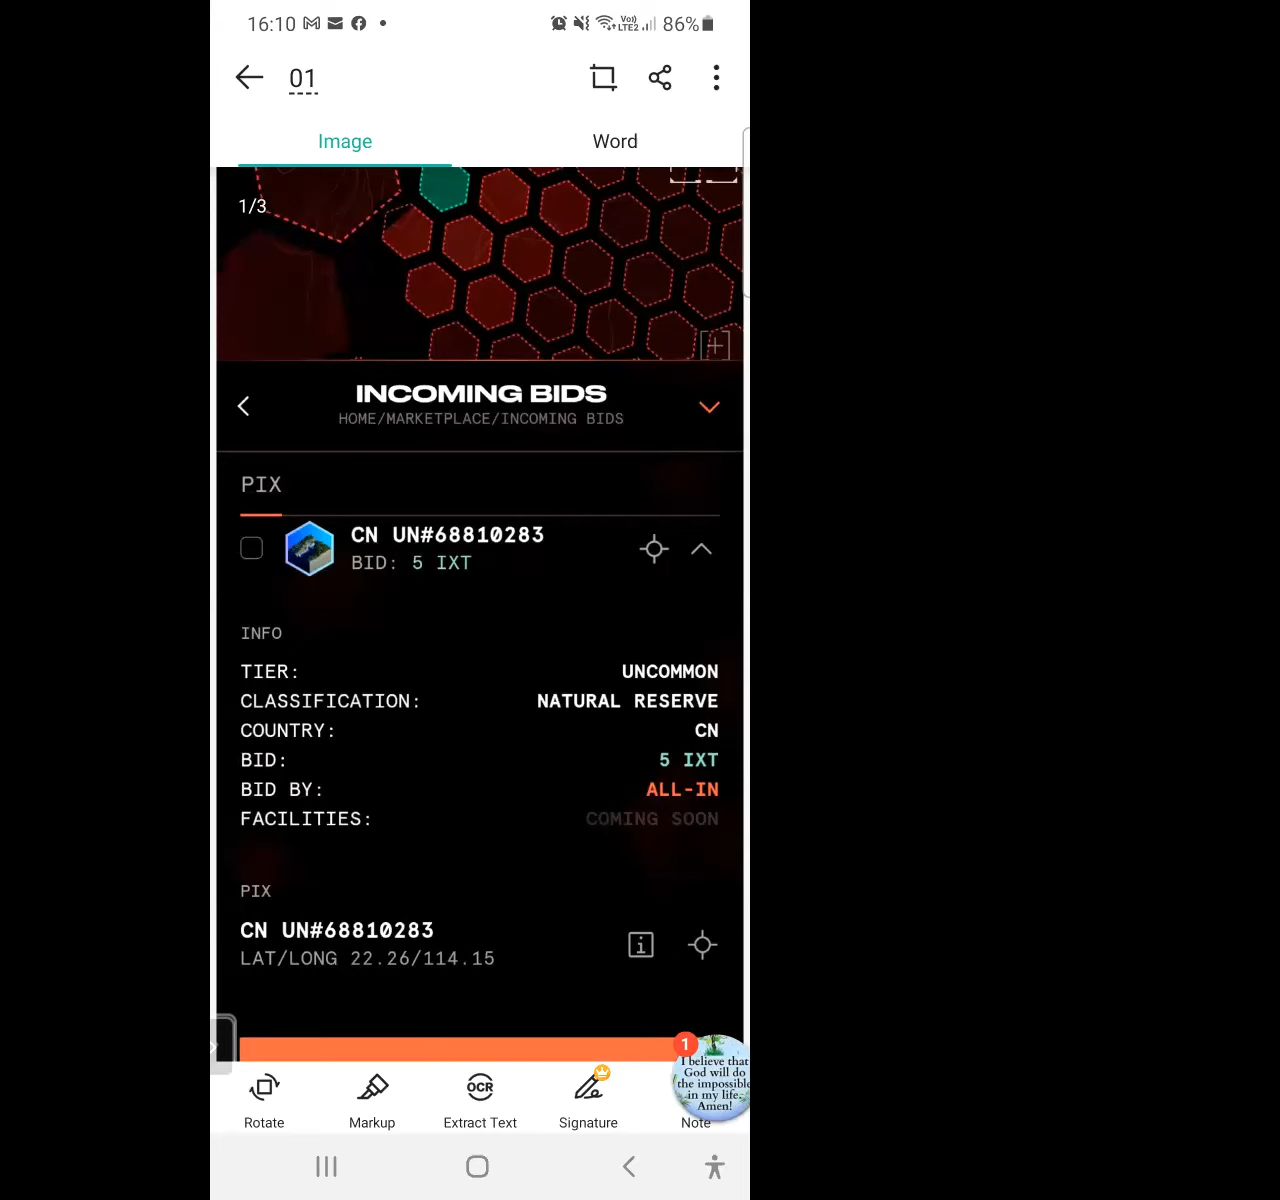 16:10
Vo))
LTE2
86%
01
Image
Word
1/3
INCOMING BIDS
HOME/MARKETPLACE/INCOMING BIDS
PIX
CN UN#68810283
BID: 5 IXT
INFO
TIER: UNCOMMON
CLASSIFICATION: NATURAL RESERVE
COUNTRY: CN
BID: 5 IXT
BID BY: ALL-IN
FACILITIES: COMING SOON
PIX
CN UN#68810283
LAT/LONG 22.26/114.15
1
I believe that
God will do
the impossible
in my life.
Amen!
OCR
Rotate
Markup
Extract Text
Signature
Note